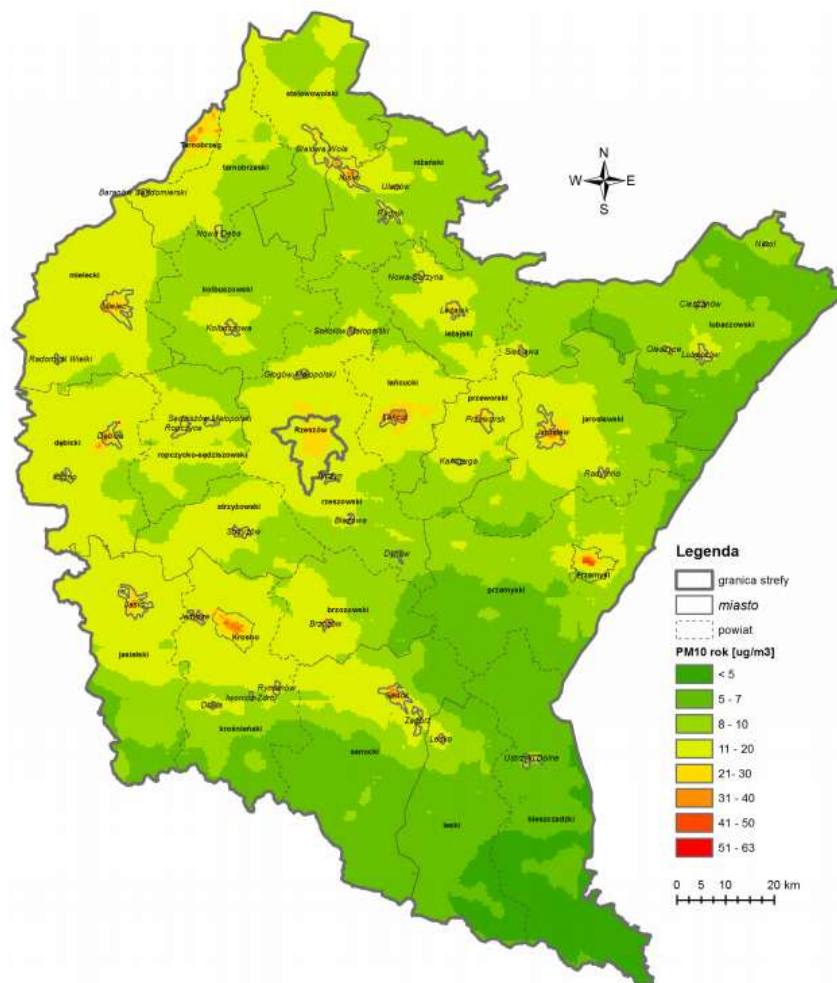 stalowowolski
Tarnobrzeg
Stalowa Wola
Nisko
niżański
tarnobrzeski
Ulanów
Baranów Sandomierski
Rudnik
N
W E
S
Nowa Dęba
Narol
mielecki
kolbuszowski
Nowa Sarzyna
Cieszanów
Mielec
Leżajsk
lubaczowski
Kolbuszowa
Sokołów Małopolski
leżajski
Oleszyce
Lubaczów
Radomyśl Wielki
Sieniawa
Głogów Małopolski
łańcucki
przeworski
Sędziszów Małopolski
Ropczyce
Rzeszów
Łańcut
Przeworsk
jarosławski
Dębica
Jarosław
dębicki
ropczycko-sędziszowski
Kańczuga
Radymno
Tyczyn
rzeszowski
strzyżowski
Błażowa
Strzyżów
Dynów
Przemyśl
przemyski
brzozowski
Jasło
Jedlicze
Krosno
Brzozów
jasielski
Rymanów
Iwonicz-Zdrój
Dukla
Sanok
Zagórz
krośnieński
Lesko
sanocki
Ustrzyki Dolne
leski
bieszczadzki
Legenda
granica strefy
miasto
powiat
PM10 rok [ug/m3]
< 5
5 - 7
8 - 10
11 - 20
21- 30
31 - 40
41 - 50
51 - 63
0 5 10 20 km